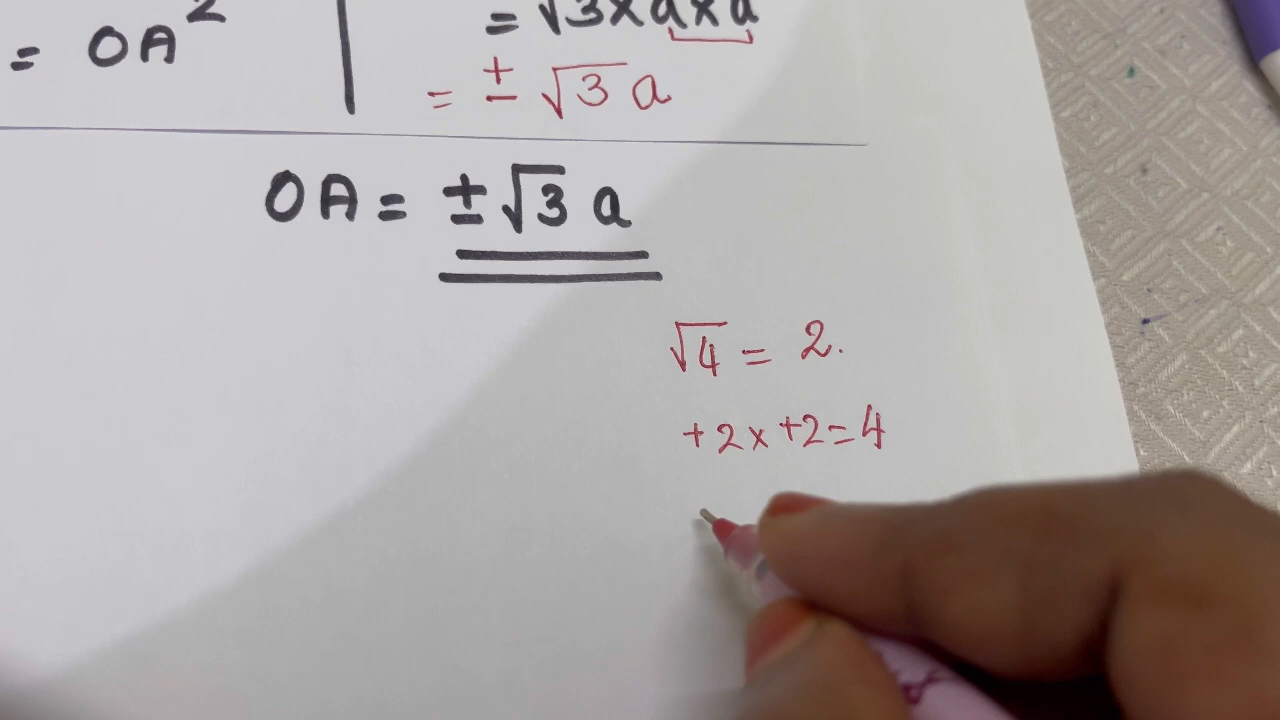 = OA²
= √3×a×a
= ± √3 a
OA = ± √3 a
√4 = 2.
+2×+2=4